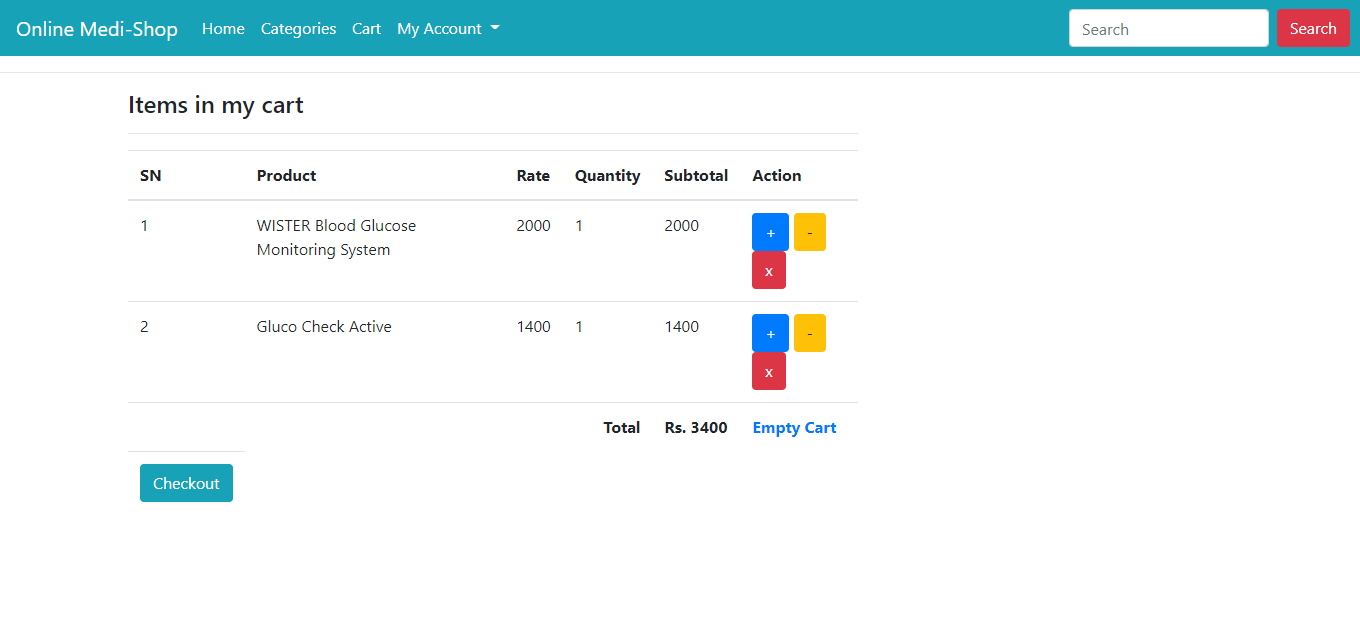 Online Medi-Shop Home Categories Cart My Account Search Search
Items in my cart
SN Product Rate Quantity Subtotal Action
1 WISTER Blood Glucose 2000 1 2000 + -
Monitoring System
x
2 Gluco Check Active 1400 1 1400 + -
x
Total Rs. 3400 Empty Cart
Checkout